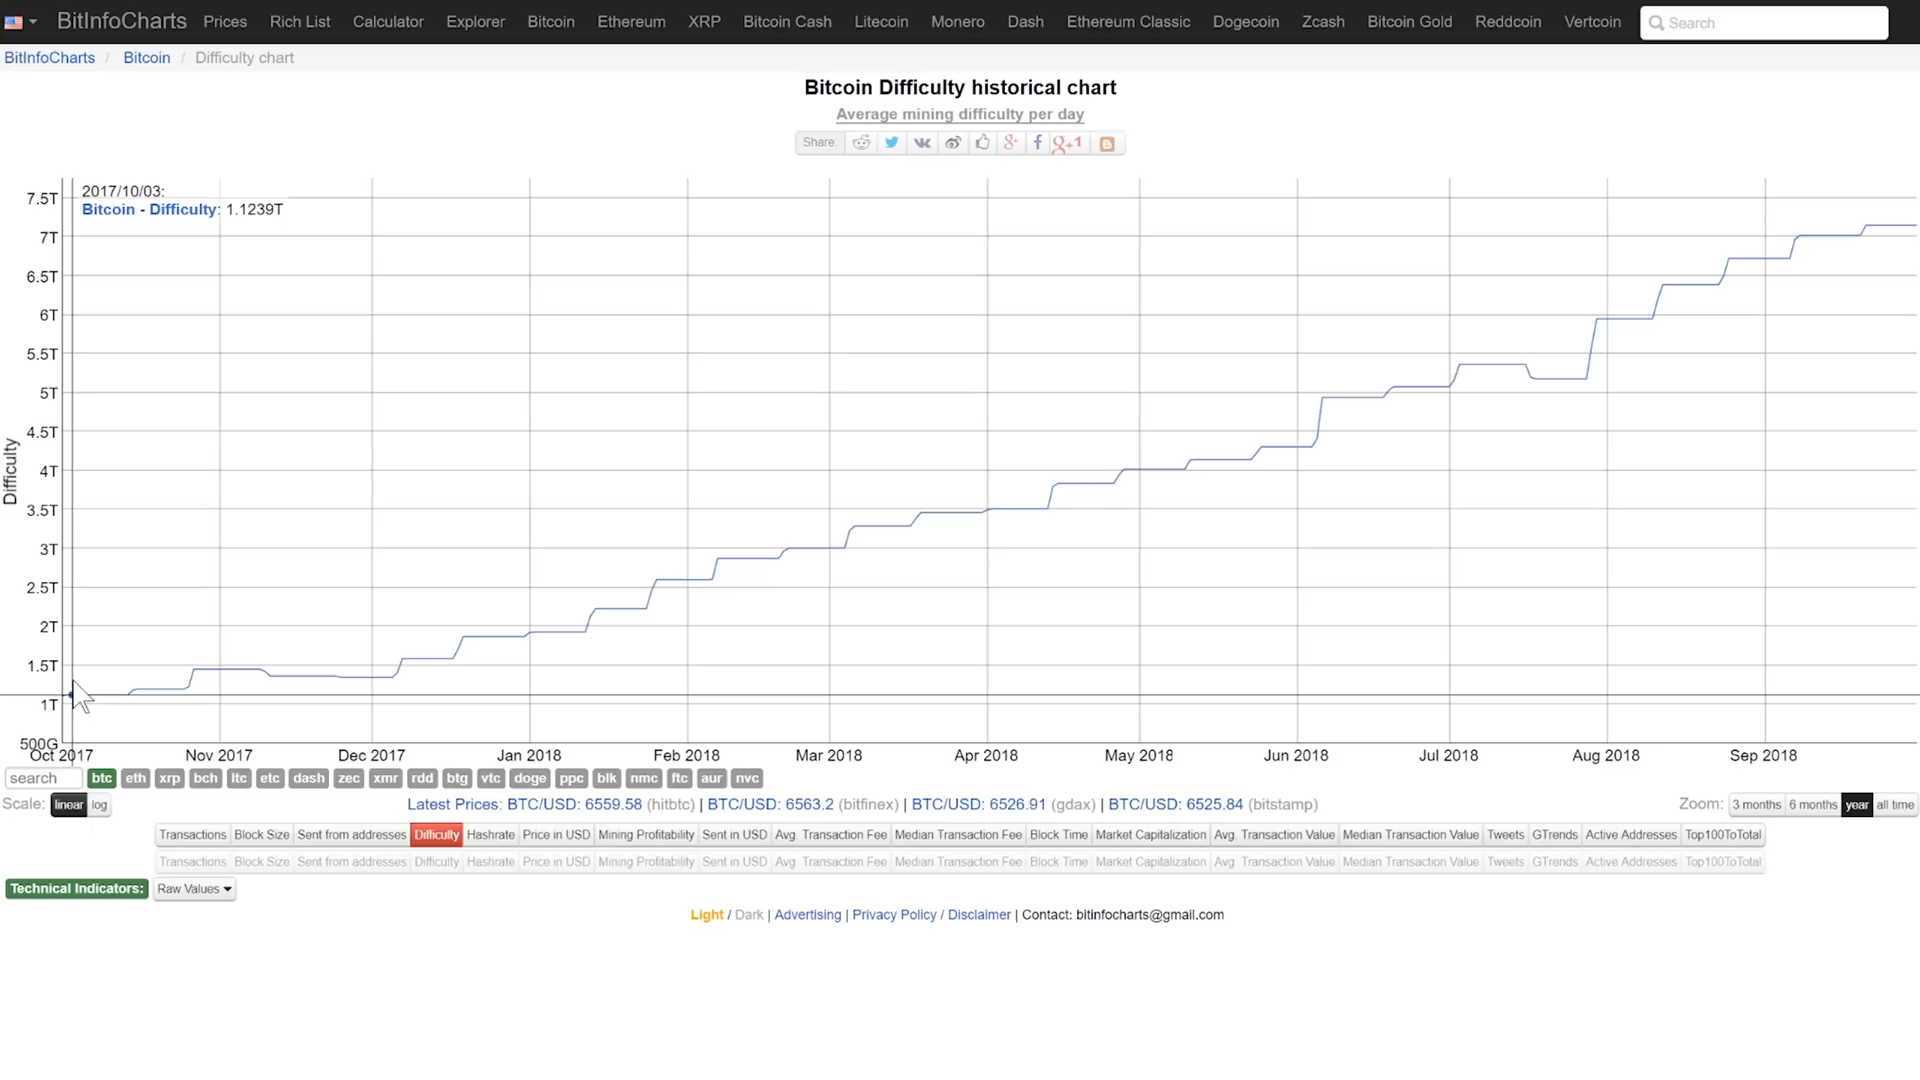 BitInfoCharts Prices Rich List Calculator Explorer Bitcoin Ethereum XRP Bitcoin Cash Litecoin Monero Dash Ethereum Classic Dogecoin Zcash Bitcoin Gold Reddcoin Vertcoin Search
BitInfoCharts / Bitcoin / Difficulty chart
Bitcoin Difficulty historical chart
Average mining difficulty per day
Share: g+1
2017/10/03:
Bitcoin - Difficulty: 1.1239T
7.5T
7T
6.5T
6T
5.5T
5T
4.5T
4T
3.5T
3T
2.5T
2T
1.5T
1T
500G
Difficulty
Oct 2017 Nov 2017 Dec 2017 Jan 2018 Feb 2018 Mar 2018 Apr 2018 May 2018 Jun 2018 Jul 2018 Aug 2018 Sep 2018
search btc eth xrp bch ltc etc dash zec xmr rdd btg vtc doge ppc blk nmc ftc aur nvc
Scale: linear log
Latest Prices: BTC/USD: 6559.58 (hitbtc) | BTC/USD: 6563.2 (bitfinex) | BTC/USD: 6526.91 (gdax) | BTC/USD: 6525.84 (bitstamp)
Zoom: 3 months 6 months year all time
Transactions Block Size Sent from addresses Difficulty Hashrate Price in USD Mining Profitability Sent in USD Avg. Transaction Fee Median Transaction Fee Block Time Market Capitalization Avg. Transaction Value Median Transaction Value Tweets GTrends Active Addresses Top100ToTotal
Transactions Block Size Sent from addresses Difficulty Hashrate Price in USD Mining Profitability Sent in USD Avg. Transaction Fee Median Transaction Fee Block Time Market Capitalization Avg. Transaction Value Median Transaction Value Tweets GTrends Active Addresses Top100ToTotal
Technical Indicators: Raw Values
Light / Dark | Advertising | Privacy Policy / Disclaimer | Contact: bitinfocharts@gmail.com